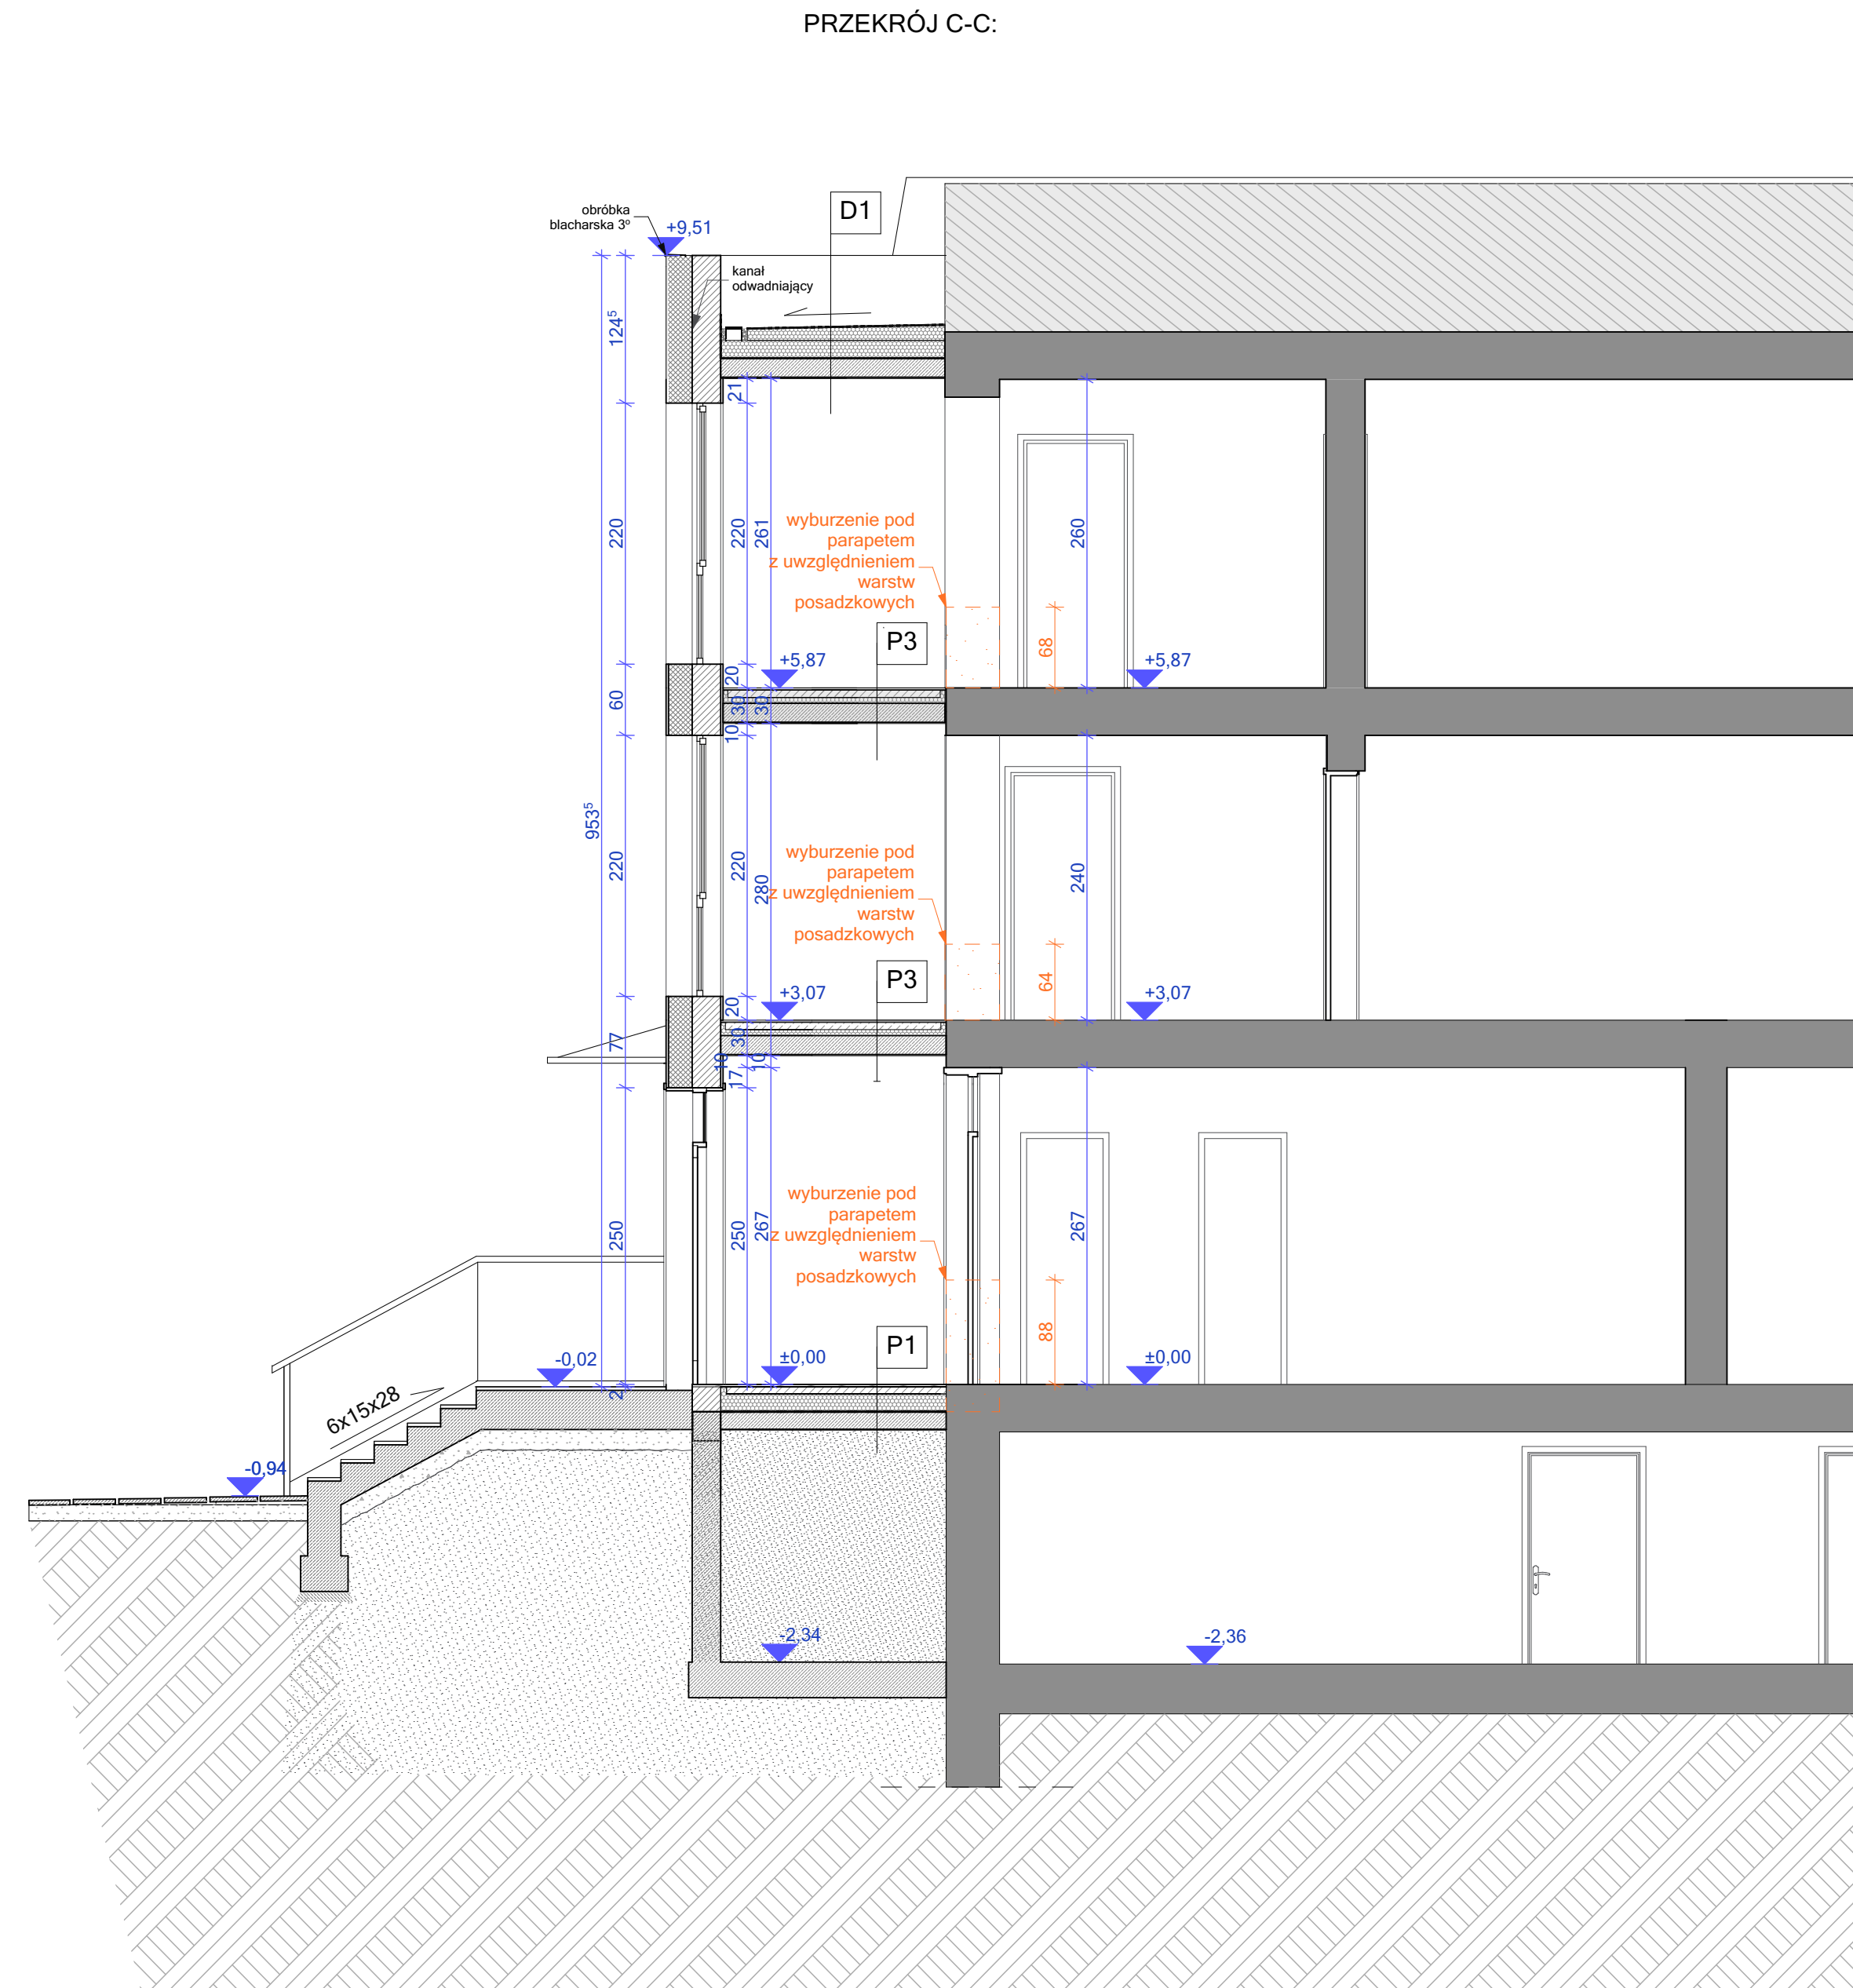 PRZEKRÓJ C-C:
obróbka
blacharska 3º
+9,51
D1
kanał
odwadniający
124⁵
21
220
220
261
wyburzenie pod
parapetem
z uwzględnieniem
warstw
posadzkowych
260
68
P3
+5,87
+5,87
20
60
30
30
10
953⁵
220
220
280
wyburzenie pod
parapetem
z uwzględnieniem
warstw
posadzkowych
240
64
P3
+3,07
+3,07
20
77
30
10
10
17
250
250
267
wyburzenie pod
parapetem
z uwzględnieniem
warstw
posadzkowych
267
88
P1
-0,02
±0,00
±0,00
2
6x15x28
-0,94
-2,34
-2,36